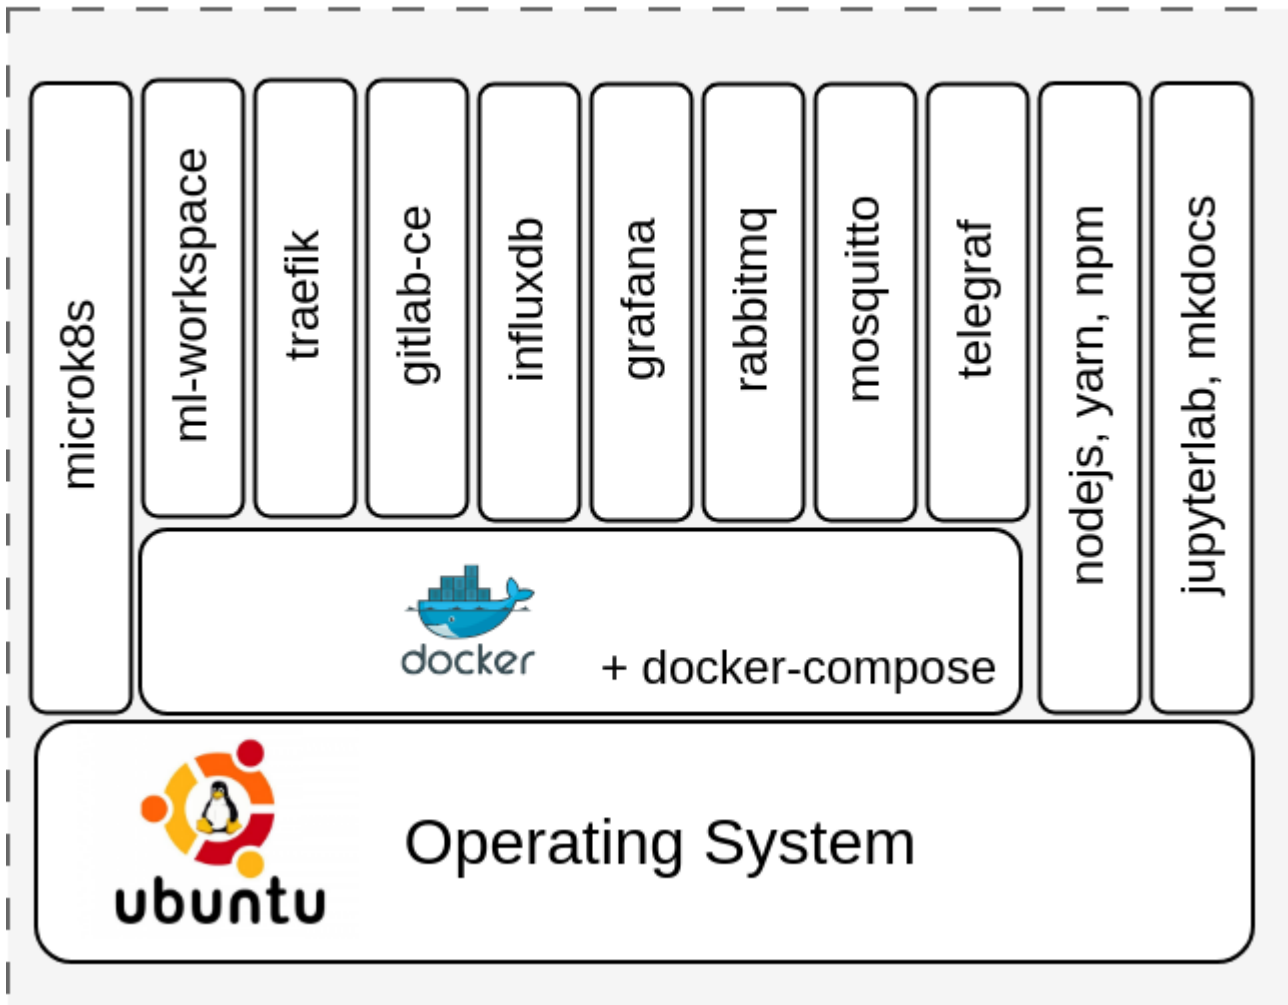 microk8s
ml-workspace
traefik
gitlab-ce
influxdb
grafana
rabbitmq
mosquitto
telegraf
nodejs, yarn, npm
jupyterlab, mkdocs
docker
+ docker-compose
ubuntu
Operating System